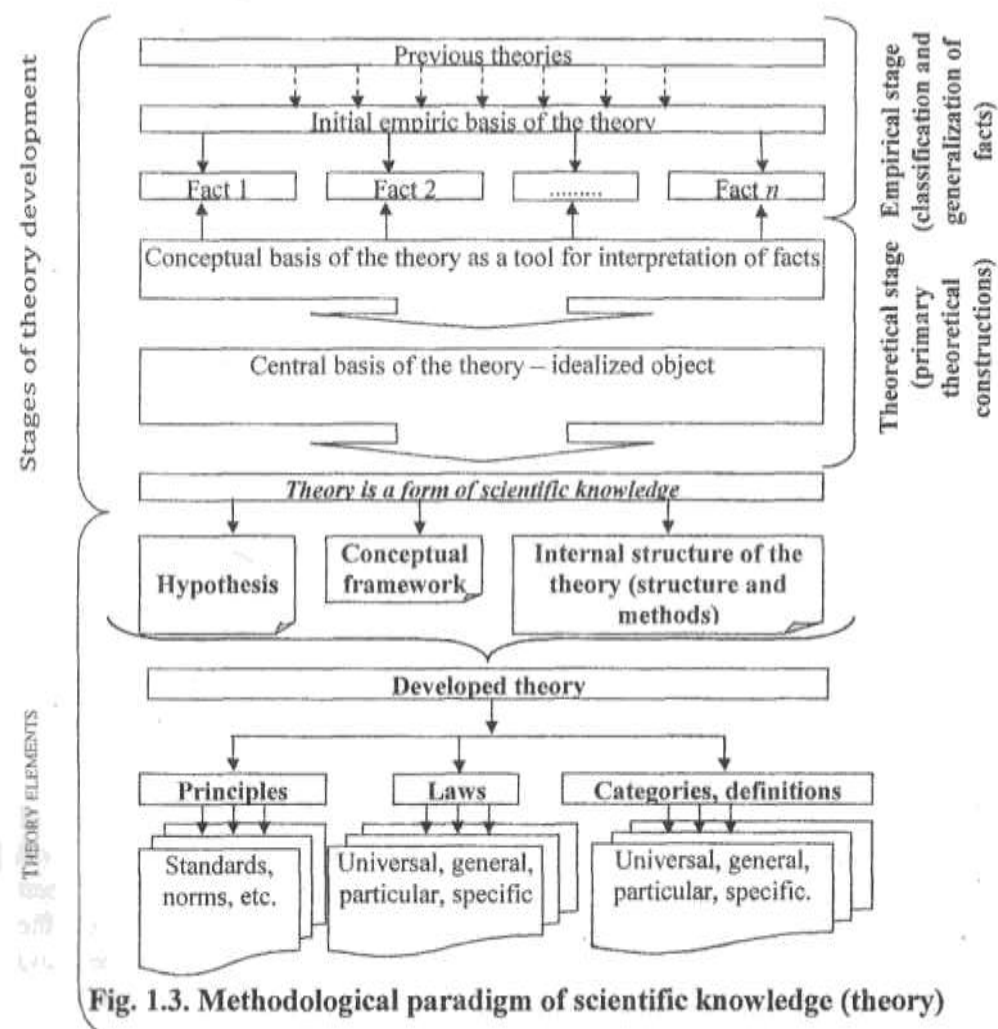 Stages of theory development
Previous theories
Initial empiric basis of the theory
Fact 1
Fact 2
.........
Fact n
Empirical stage
(classification and
generalization of
facts)
Conceptual basis of the theory as a tool for interpretation of facts
Central basis of the theory – idealized object
Theoretical stage
(primary
theoretical
constructions)
Theory is a form of scientific knowledge
Hypothesis
Conceptual
framework
Internal structure of the
theory (structure and
methods)
THEORY ELEMENTS
Developed theory
Principles
Laws
Categories, definitions
Standards,
norms, etc.
Universal, general,
particular, specific
Universal, general,
particular, specific.
Fig. 1.3. Methodological paradigm of scientific knowledge (theory)